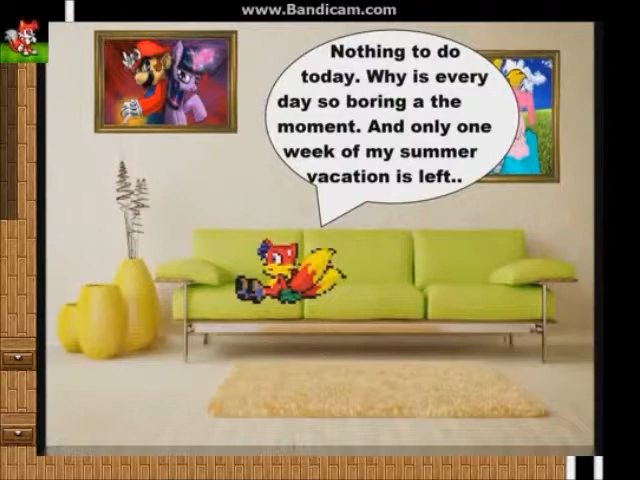 www.Bandicam.com
Nothing to do
today. Why is every
day so boring a the
moment. And only one
week of my summer
vacation is left..